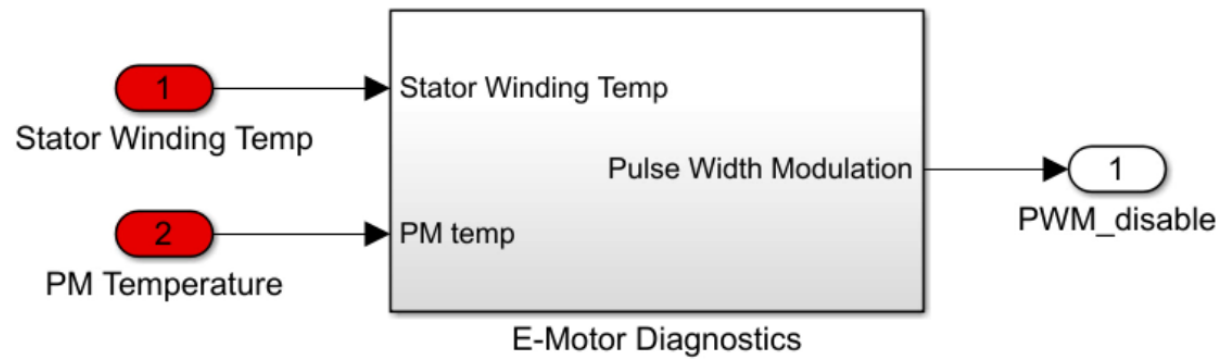 1
Stator Winding Temp
Stator Winding Temp
Pulse Width Modulation
1
PWM_disable
2
PM Temperature
PM temp
E-Motor Diagnostics